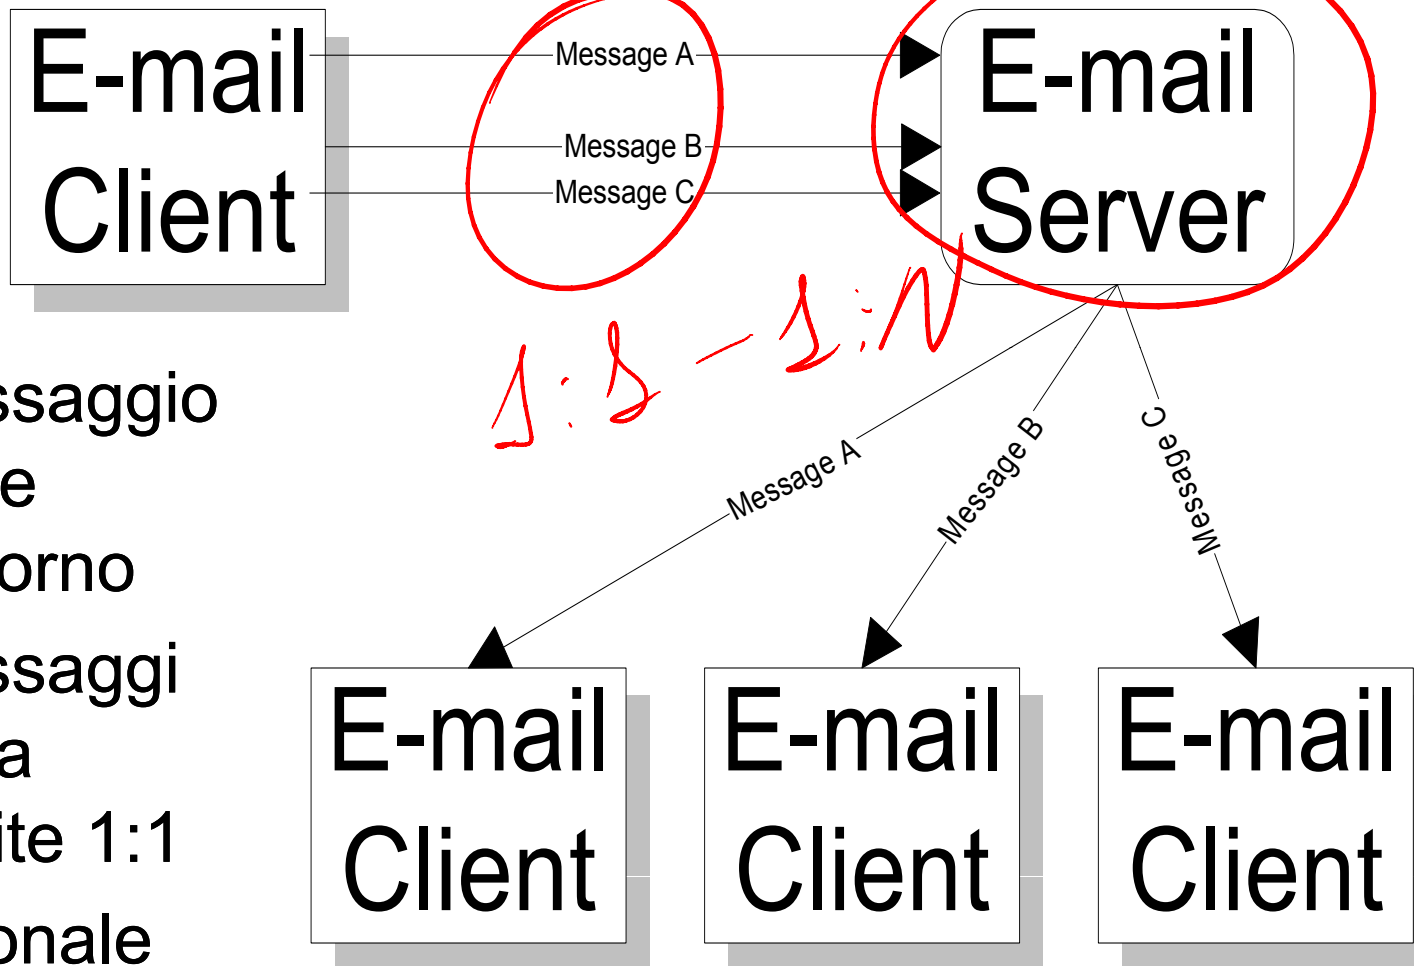 E-mail
Client
Message A
Message B
Message C
E-mail
Server
1:1 - 1:N
ssaggio
e
orno
ssaggi
a
ite 1:1
onale
Message A
Message B
Message C
E-mail
Client
E-mail
Client
E-mail
Client